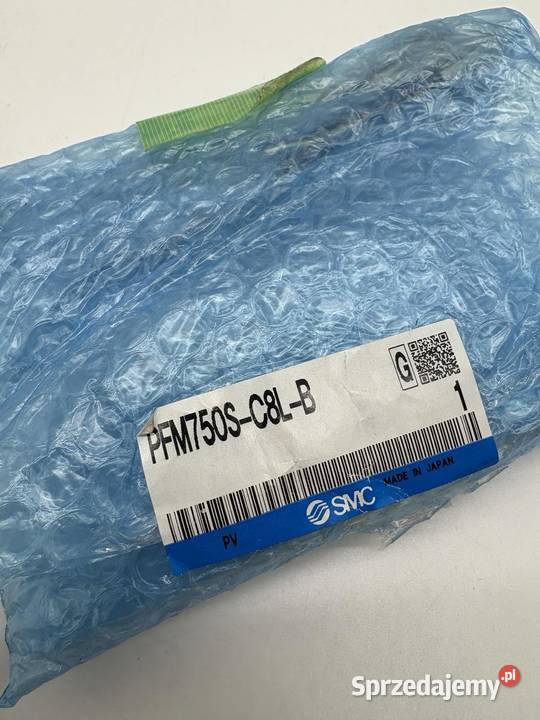 G
PFM750S-C8L-B
1
MADE IN JAPAN
SMC
PV
Sprzedajemy.pl